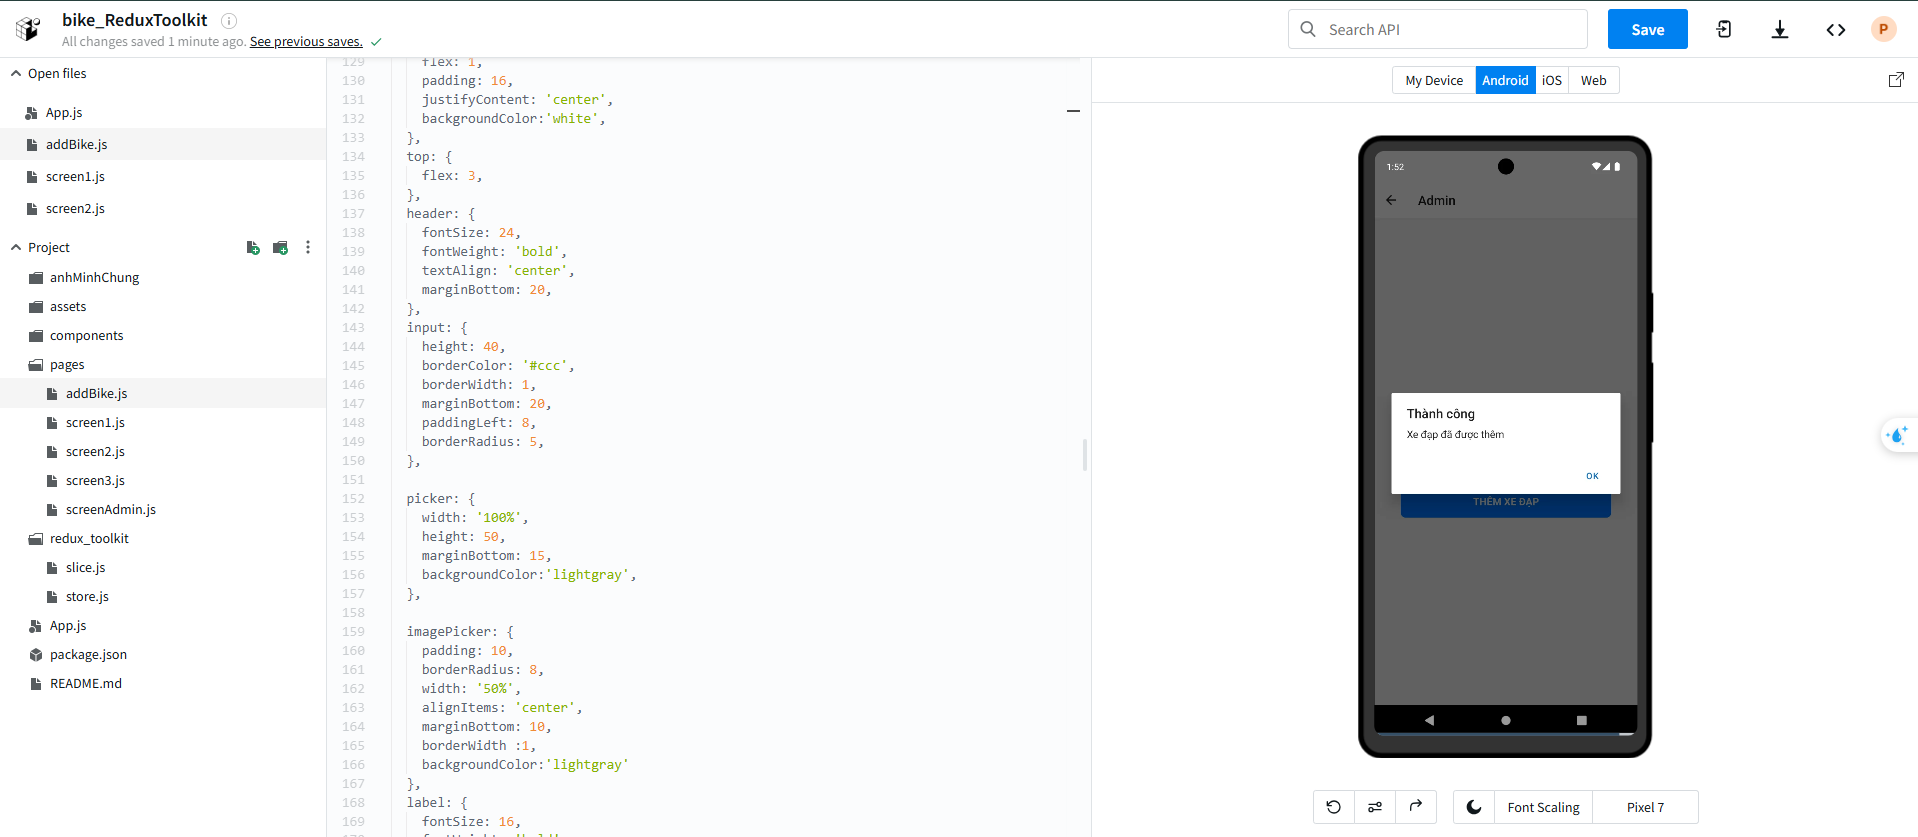 bike_ReduxToolkit
All changes saved 1 minute ago. See previous saves.
Search API
Save
P
Open files
App.js
addBike.js
screen1.js
screen2.js
Project
anhMinhChung
assets
components
pages
addBike.js
screen1.js
screen2.js
screen3.js
screenAdmin.js
redux_toolkit
slice.js
store.js
App.js
package.json
README.md
129 flex: 1,
130 padding: 16,
131 justifyContent: 'center',
132 backgroundColor:'white',
133 },
134 top: {
135 flex: 3,
136 },
137 header: {
138 fontSize: 24,
139 fontWeight: 'bold',
140 textAlign: 'center',
141 marginBottom: 20,
142 },
143 input: {
144 height: 40,
145 borderColor: '#ccc',
146 borderWidth: 1,
147 marginBottom: 20,
148 paddingLeft: 8,
149 borderRadius: 5,
150 },
151
152 picker: {
153 width: '100%',
154 height: 50,
155 marginBottom: 15,
156 backgroundColor:'lightgray',
157 },
158
159 imagePicker: {
160 padding: 10,
161 borderRadius: 8,
162 width: '50%',
163 alignItems: 'center',
164 marginBottom: 10,
165 borderWidth :1,
166 backgroundColor:'lightgray'
167 },
168 label: {
169 fontSize: 16,
My Device Android iOS Web
1:52
Admin
Thành công
Xe đạp đã được thêm
OK
THÊM XE ĐẠP
Font Scaling
Pixel 7